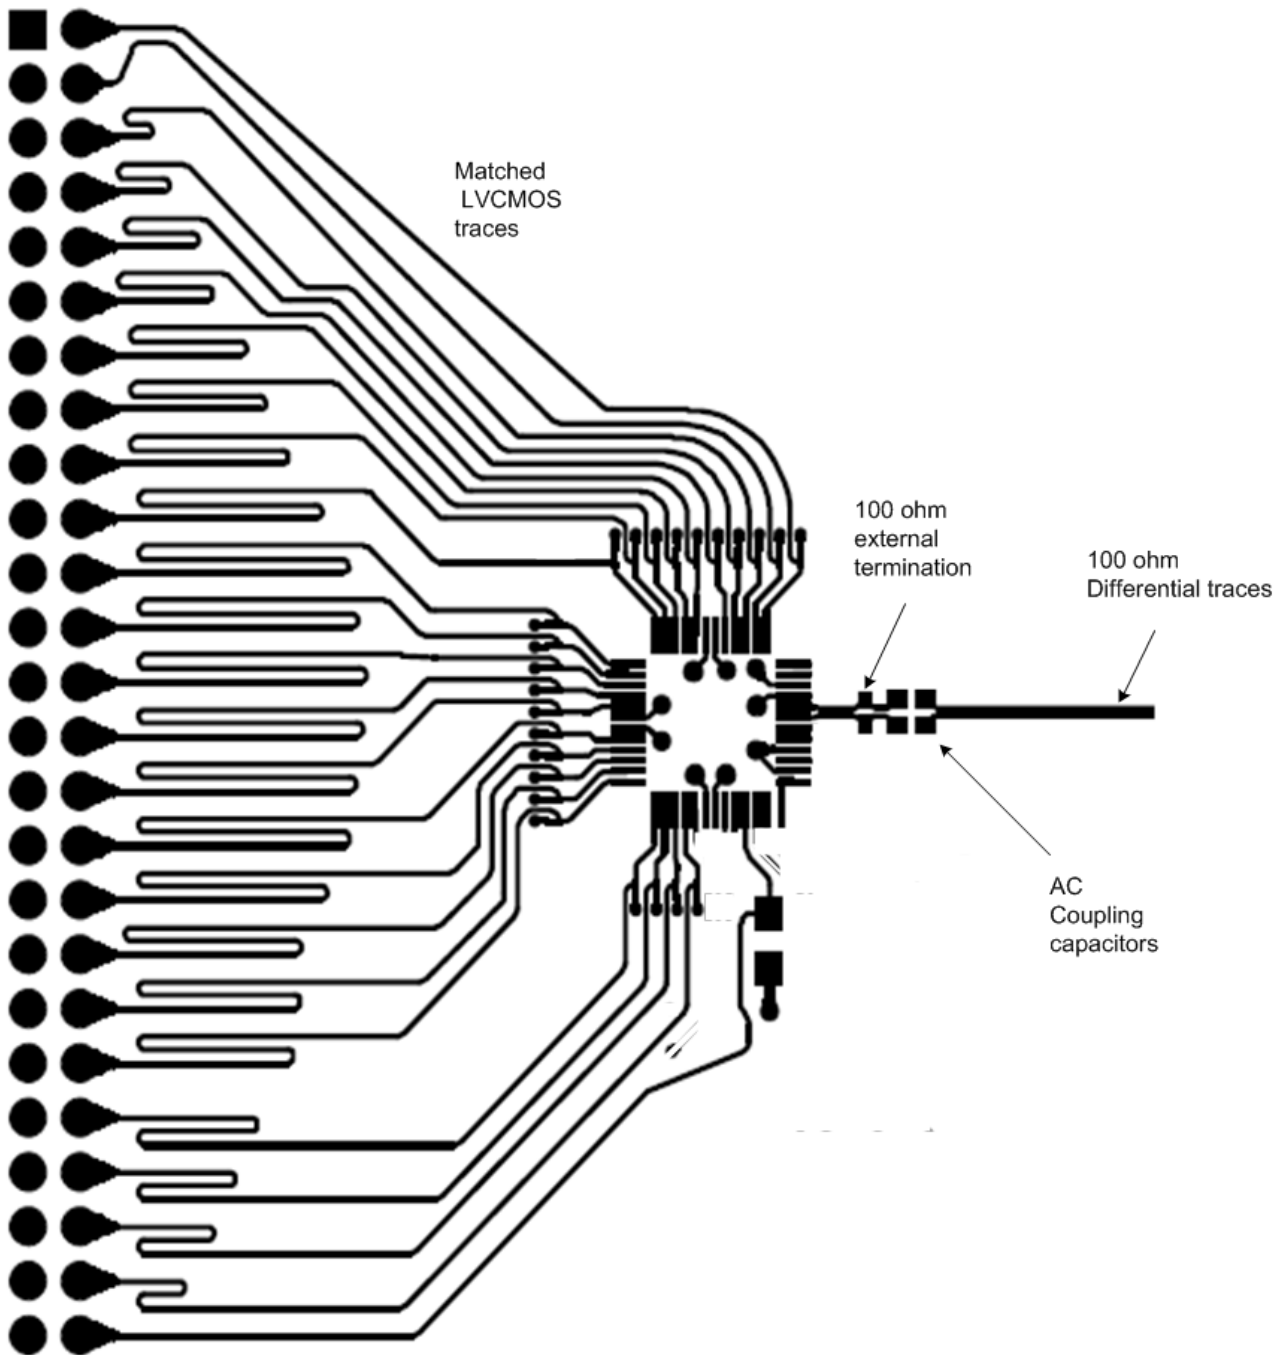 Matched
LVCMOS
traces
100 ohm
external
termination
100 ohm
Differential traces
AC
Coupling
capacitors